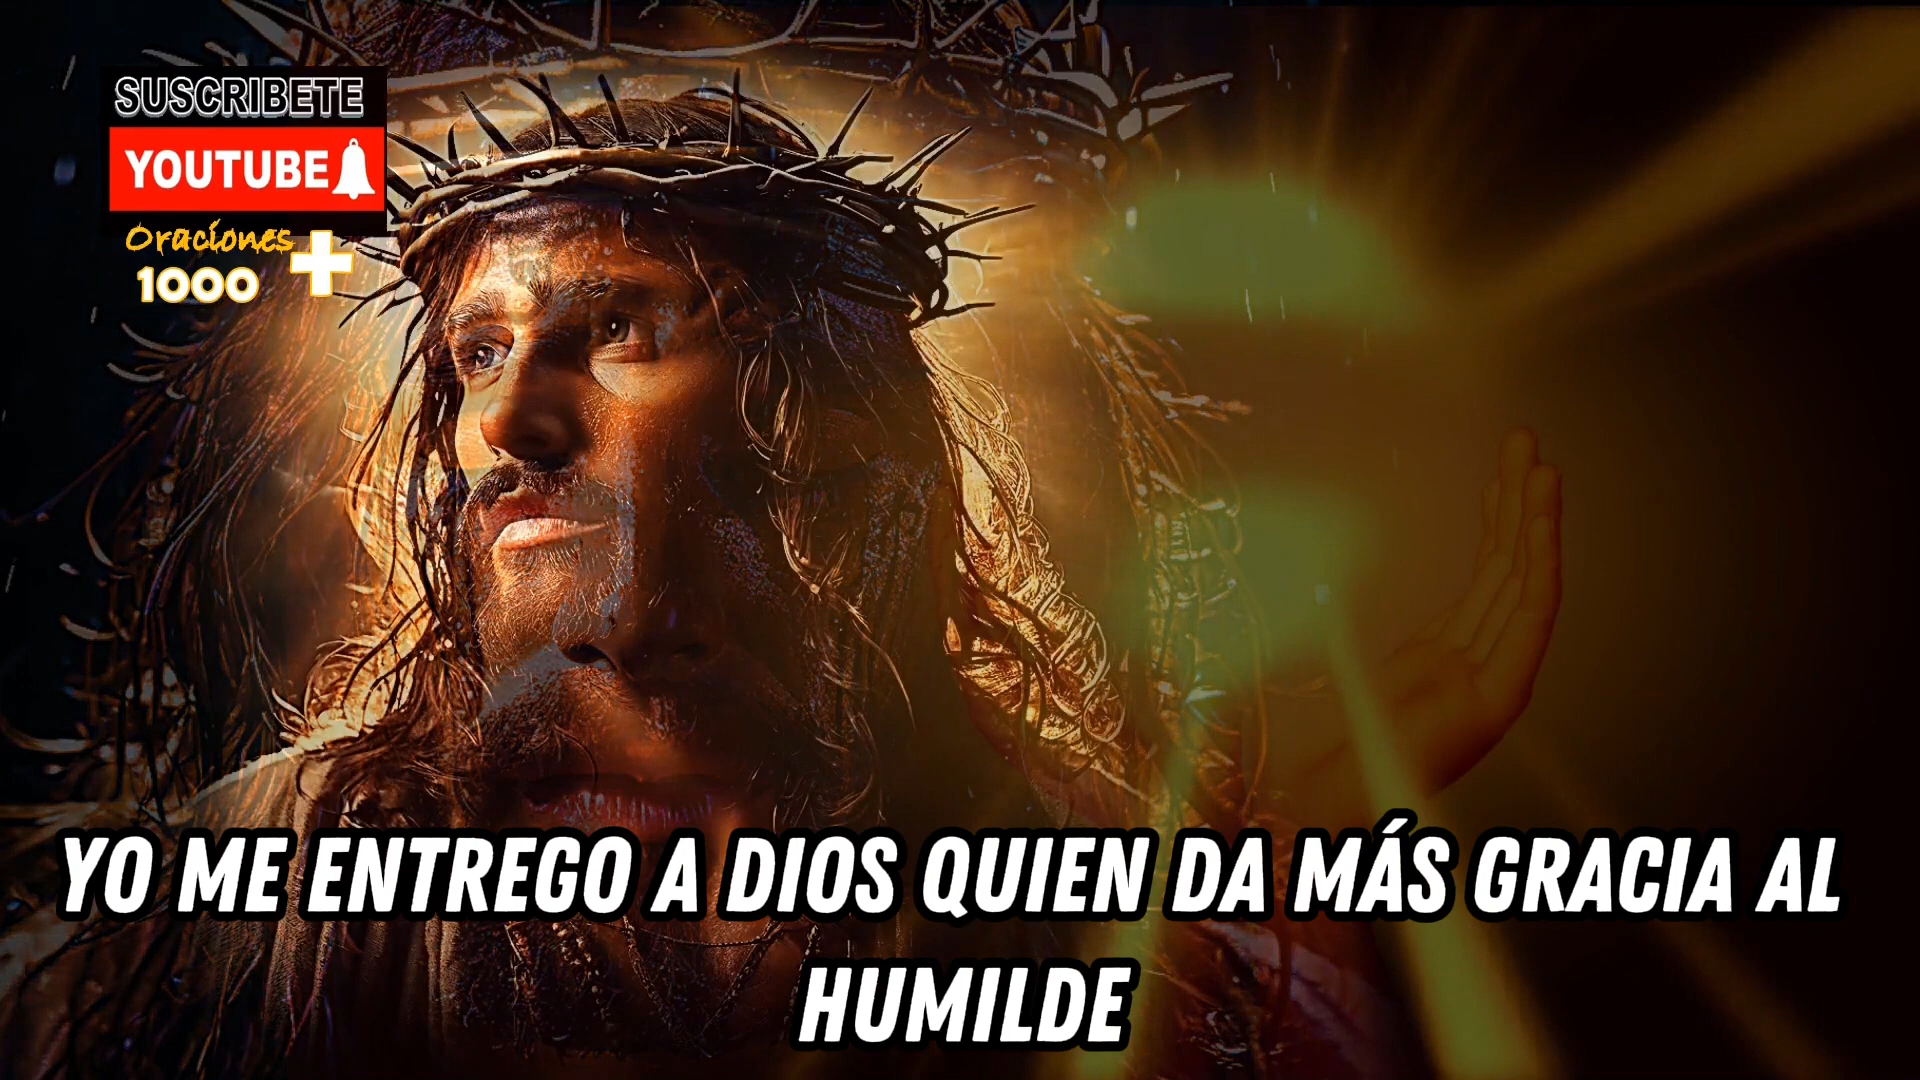 SUSCRIBETE
YOUTUBE
Oraciones
1000 +
YO ME ENTREGO A DIOS QUIEN DA MÁS GRACIA AL
HUMILDE